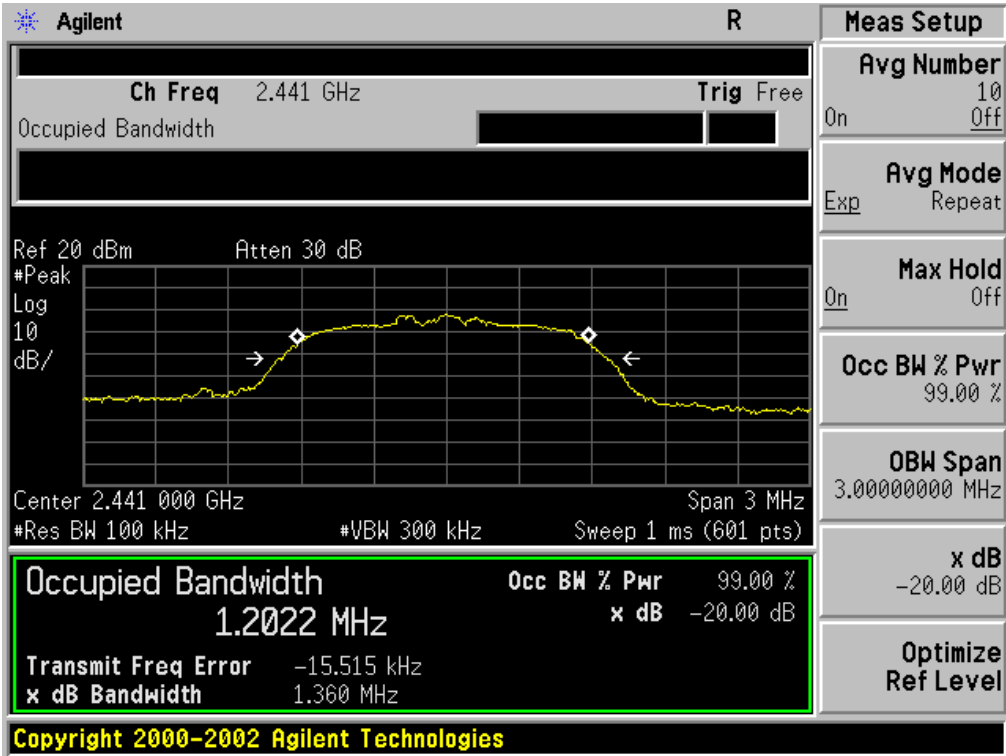 Agilent R Meas Setup
Ch Freq 2.441 GHz Trig Free
Occupied Bandwidth
Ref 20 dBm Atten 30 dB
#Peak
Log
10
dB/
Center 2.441 000 GHz Span 3 MHz
#Res BW 100 kHz #VBW 300 kHz Sweep 1 ms (601 pts)
Occupied Bandwidth Occ BW % Pwr 99.00 %
1.2022 MHz x dB -20.00 dB
Transmit Freq Error -15.515 kHz
x dB Bandwidth 1.360 MHz
Avg Number
10
On Off
Avg Mode
Exp Repeat
Max Hold
On Off
Occ BW % Pwr
99.00 %
OBW Span
3.00000000 MHz
x dB
-20.00 dB
Optimize
Ref Level
Copyright 2000-2002 Agilent Technologies